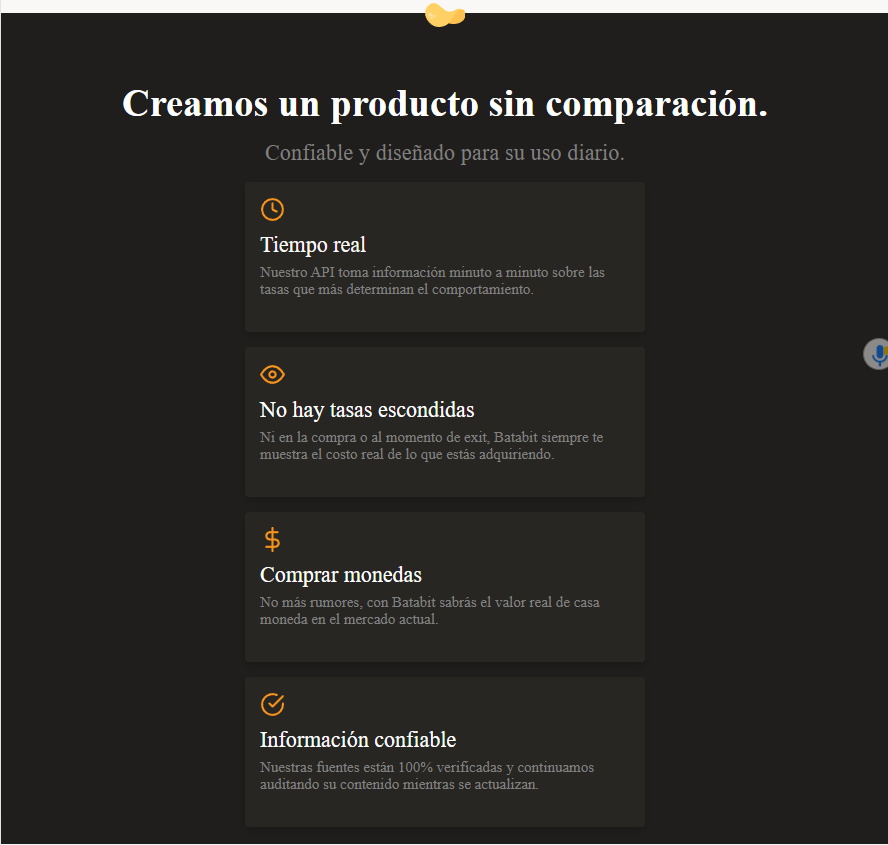 Creamos un producto sin comparación.
Confiable y diseñado para su uso diario.
Tiempo real
Nuestro API toma información minuto a minuto sobre las
tasas que más determinan el comportamiento.
No hay tasas escondidas
Ni en la compra o al momento de exit, Batabit siempre te
muestra el costo real de lo que estás adquiriendo.
Comprar monedas
No más rumores, con Batabit sabrás el valor real de casa
moneda en el mercado actual.
Información confiable
Nuestras fuentes están 100% verificadas y continuamos
auditando su contenido mientras se actualizan.